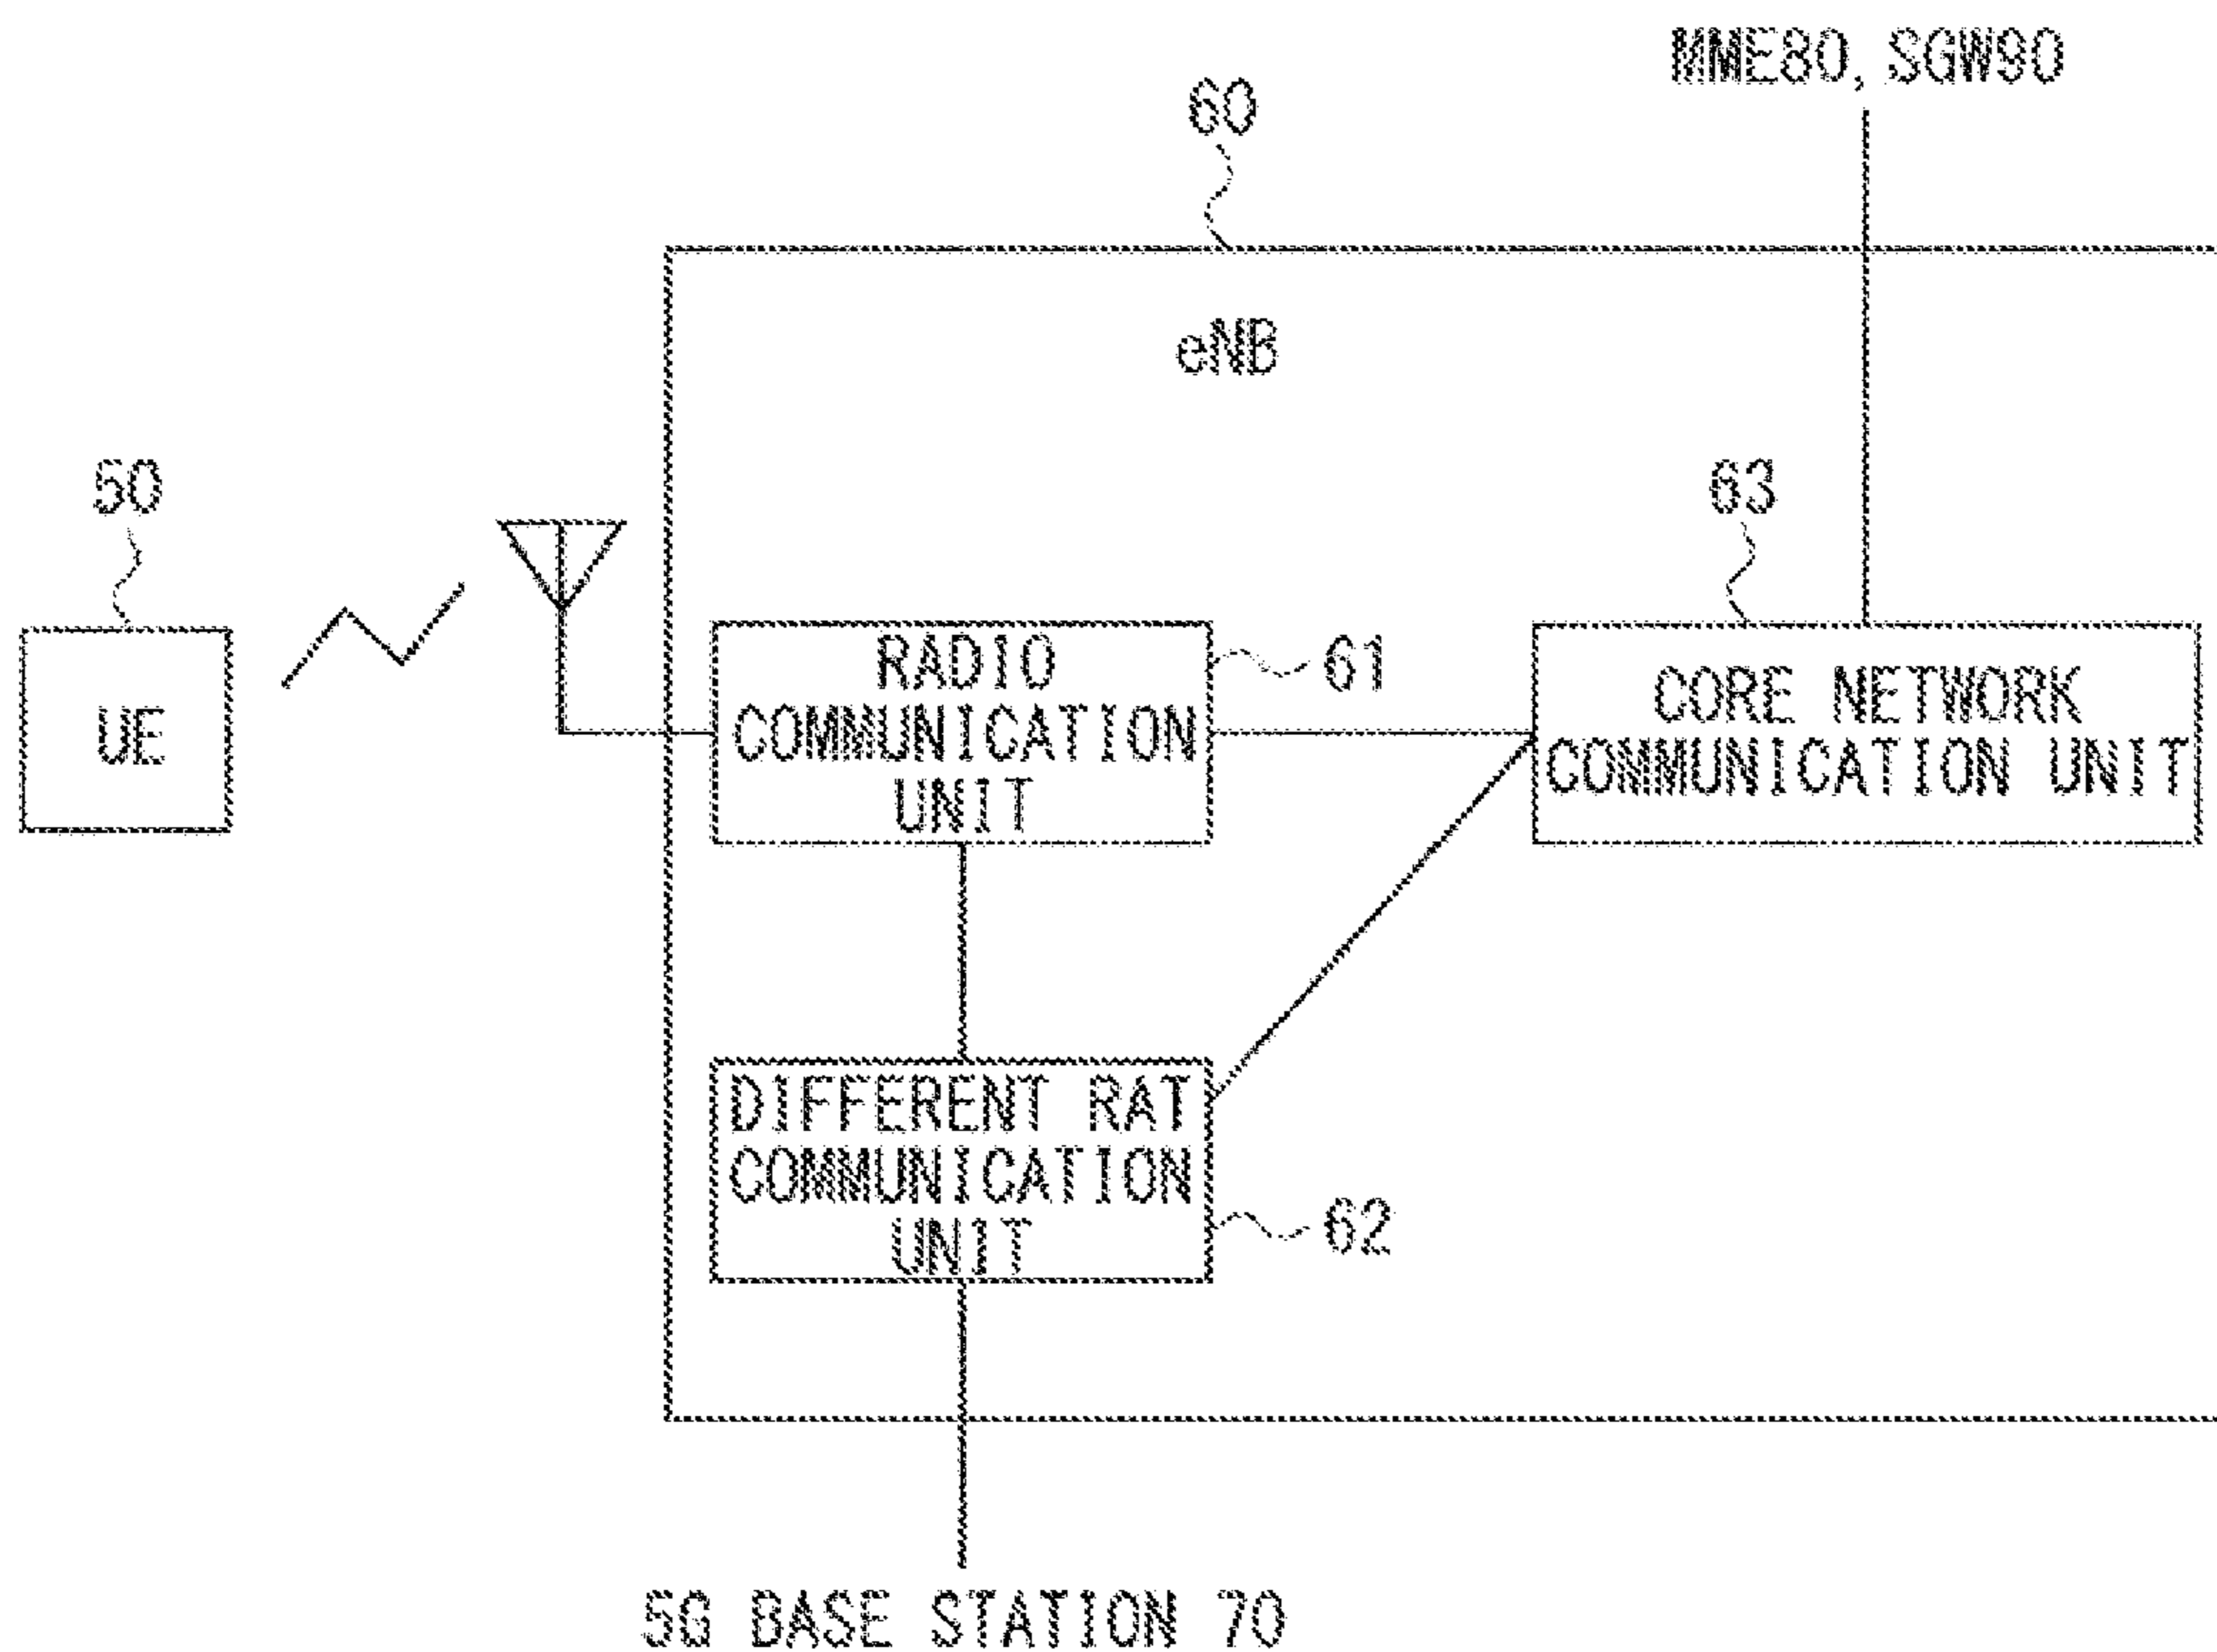 MME80, SGW90
60
eNB
50
63
UE
RADIO
COMMUNICATION
UNIT
61
CORE NETWORK
COMMUNICATION UNIT
DIFFERENT RAT
COMMUNICATION
UNIT
62
5G BASE STATION 70